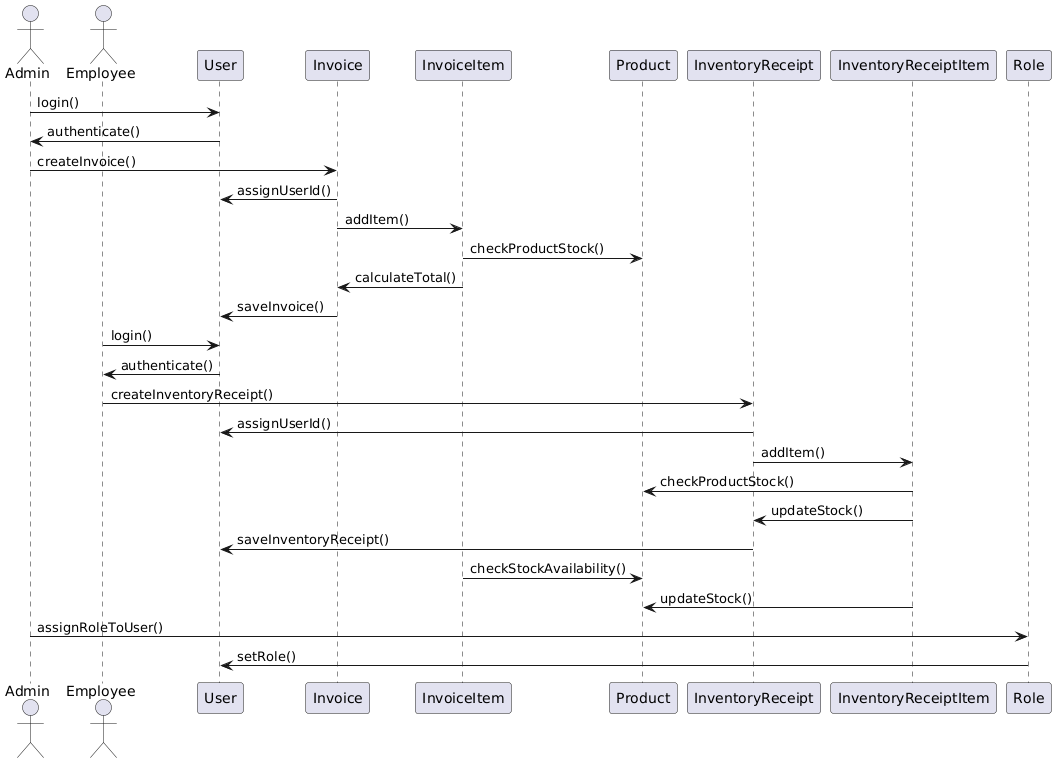 Admin
Employee
User
Invoice
InvoiceItem
Product
InventoryReceipt
InventoryReceiptItem
Role
login()
authenticate()
createInvoice()
assignUserId()
addItem()
checkProductStock()
calculateTotal()
saveInvoice()
login()
authenticate()
createInventoryReceipt()
assignUserId()
addItem()
checkProductStock()
updateStock()
saveInventoryReceipt()
checkStockAvailability()
updateStock()
assignRoleToUser()
setRole()
Admin
Employee
User
Invoice
InvoiceItem
Product
InventoryReceipt
InventoryReceiptItem
Role